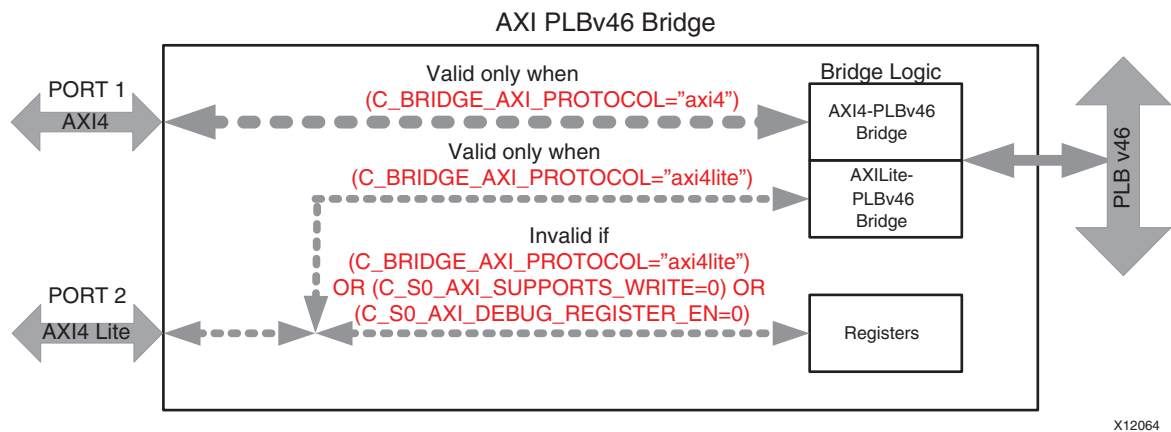 AXI PLBv46 Bridge
PORT 1
AXI4
Valid only when
(C_BRIDGE_AXI_PROTOCOL=”axi4”)
Bridge Logic
AXI4-PLBv46
Bridge
Valid only when
(C_BRIDGE_AXI_PROTOCOL=”axi4lite”)
AXILite-
PLBv46
Bridge
PLB v46
Invalid if
(C_BRIDGE_AXI_PROTOCOL=”axi4lite”)
OR (C_S0_AXI_SUPPORTS_WRITE=0) OR
(C_S0_AXI_DEBUG_REGISTER_EN=0)
PORT 2
AXI4 Lite
Registers
X12064